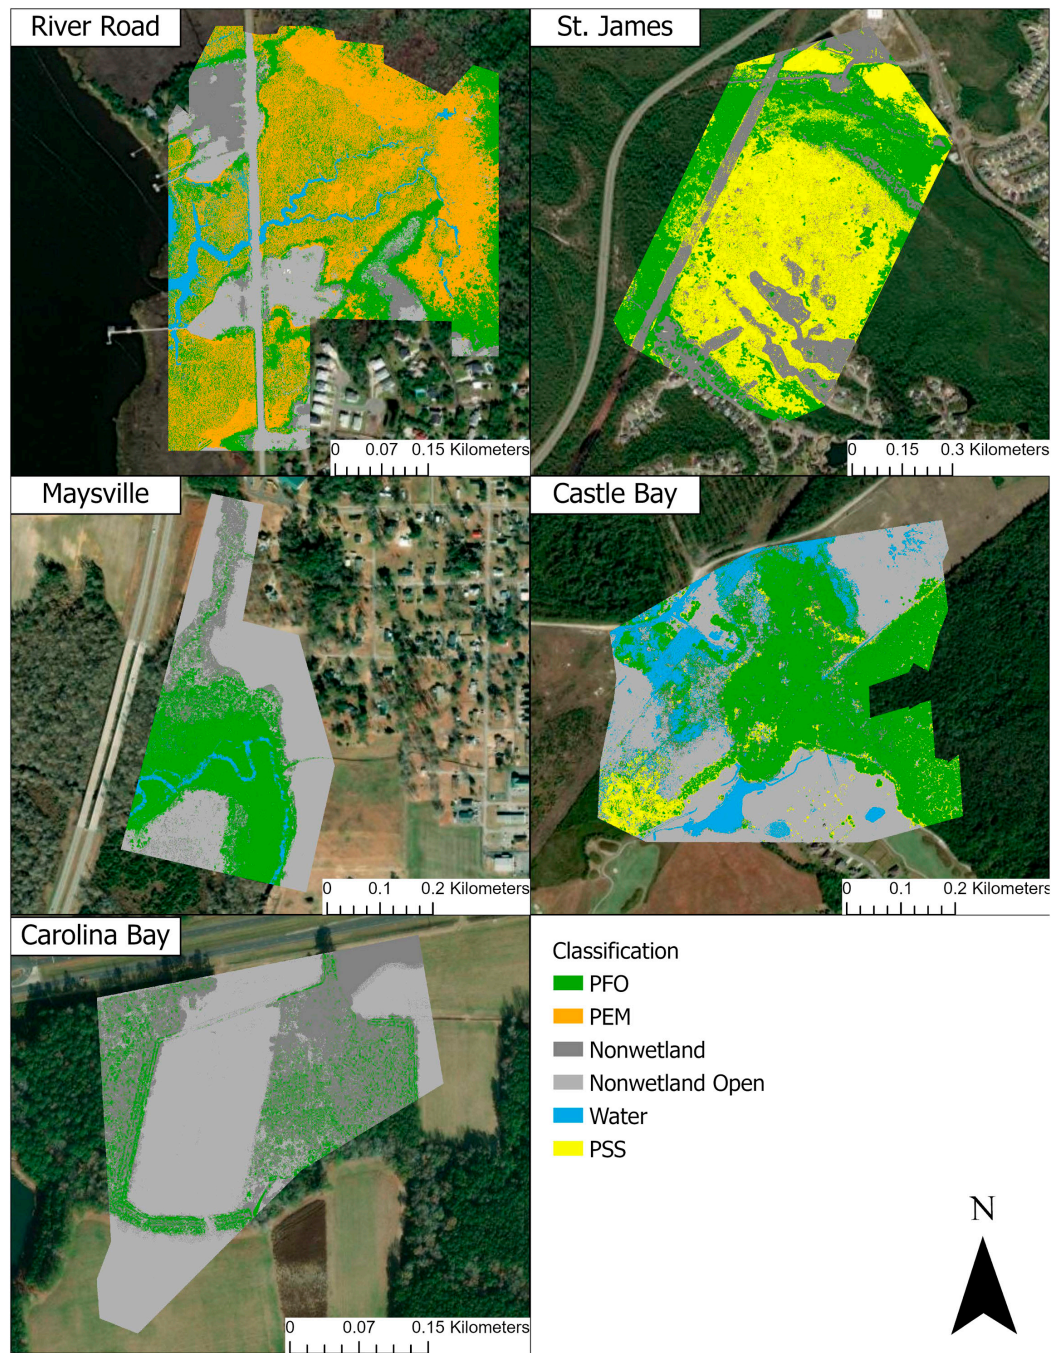 River Road
St. James
0 0.07 0.15 Kilometers
0 0.15 0.3 Kilometers
Maysville
Castle Bay
0 0.1 0.2 Kilometers
0 0.1 0.2 Kilometers
Carolina Bay
0 0.07 0.15 Kilometers
Classification
PFO
PEM
Nonwetland
Nonwetland Open
Water
PSS
N